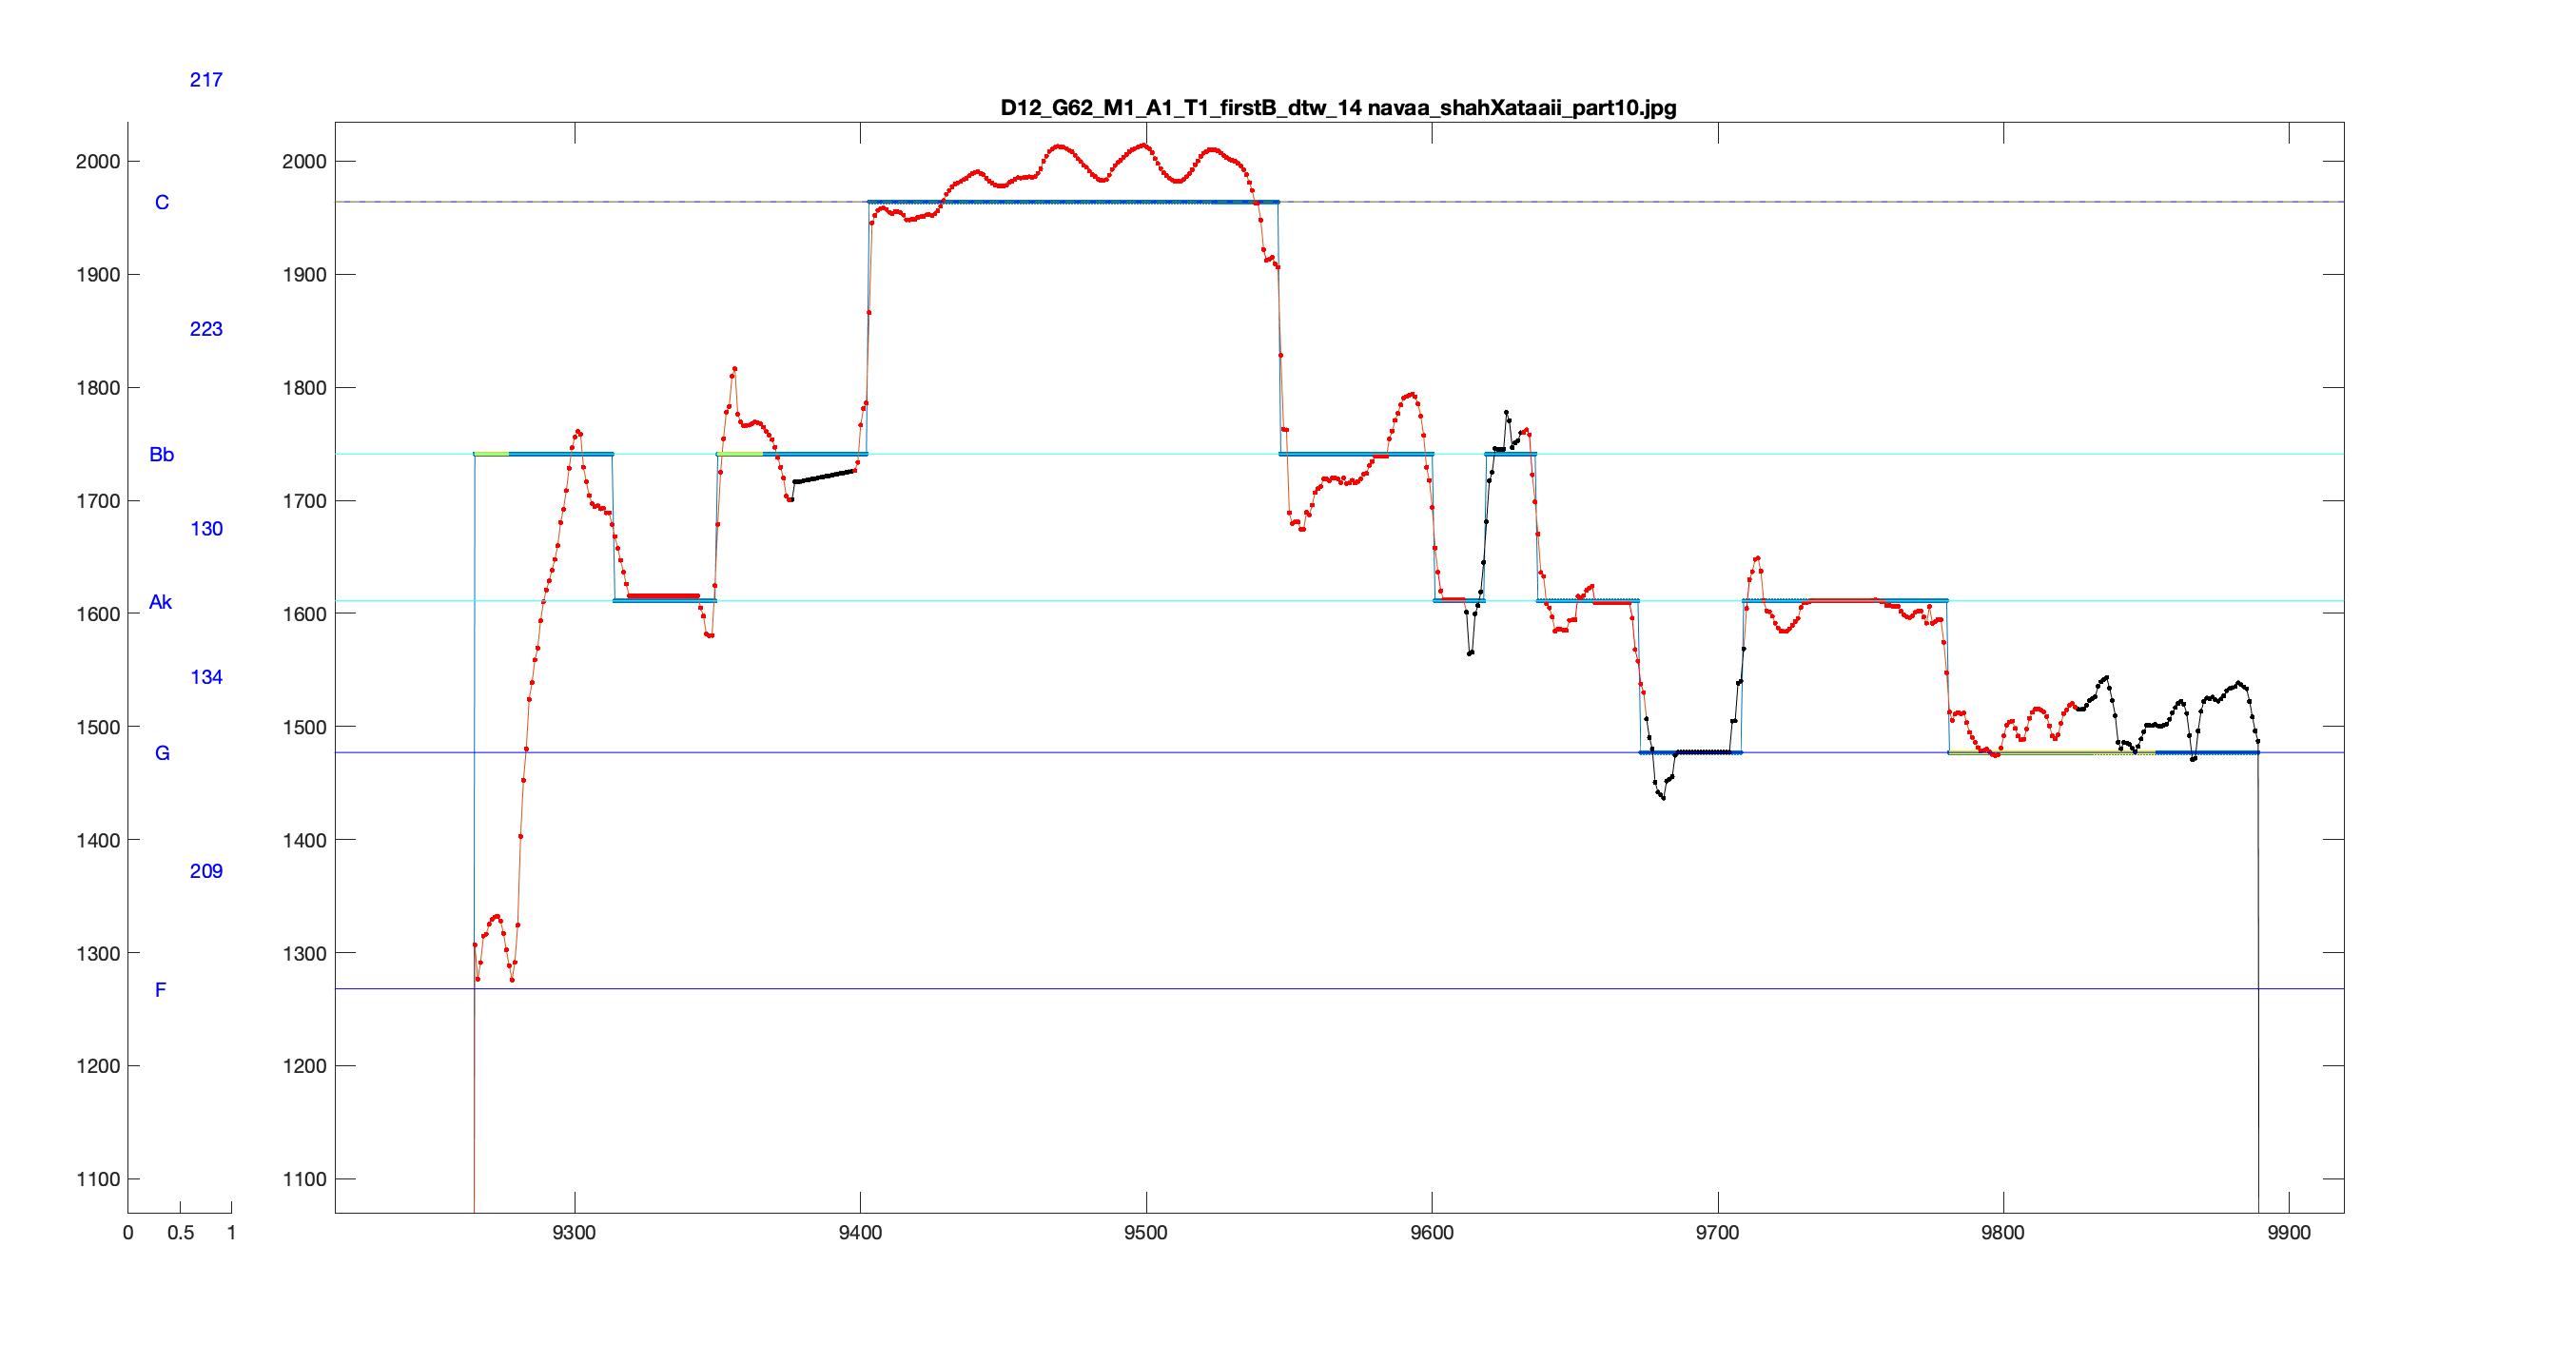 217
D12_G62_M1_A1_T1_firstB_dtw_14 navaa_shahXataaii_part10.jpg
2000 2000
C
1900 1900
223
1800 1800
Bb
1700 1700
130
1600 Ak 1600
134
1500 1500
G
1400 1400
209
1300 1300
F
1200 1200
1100 1100
0 0.5 1 9300 9400 9500 9600 9700 9800 9900